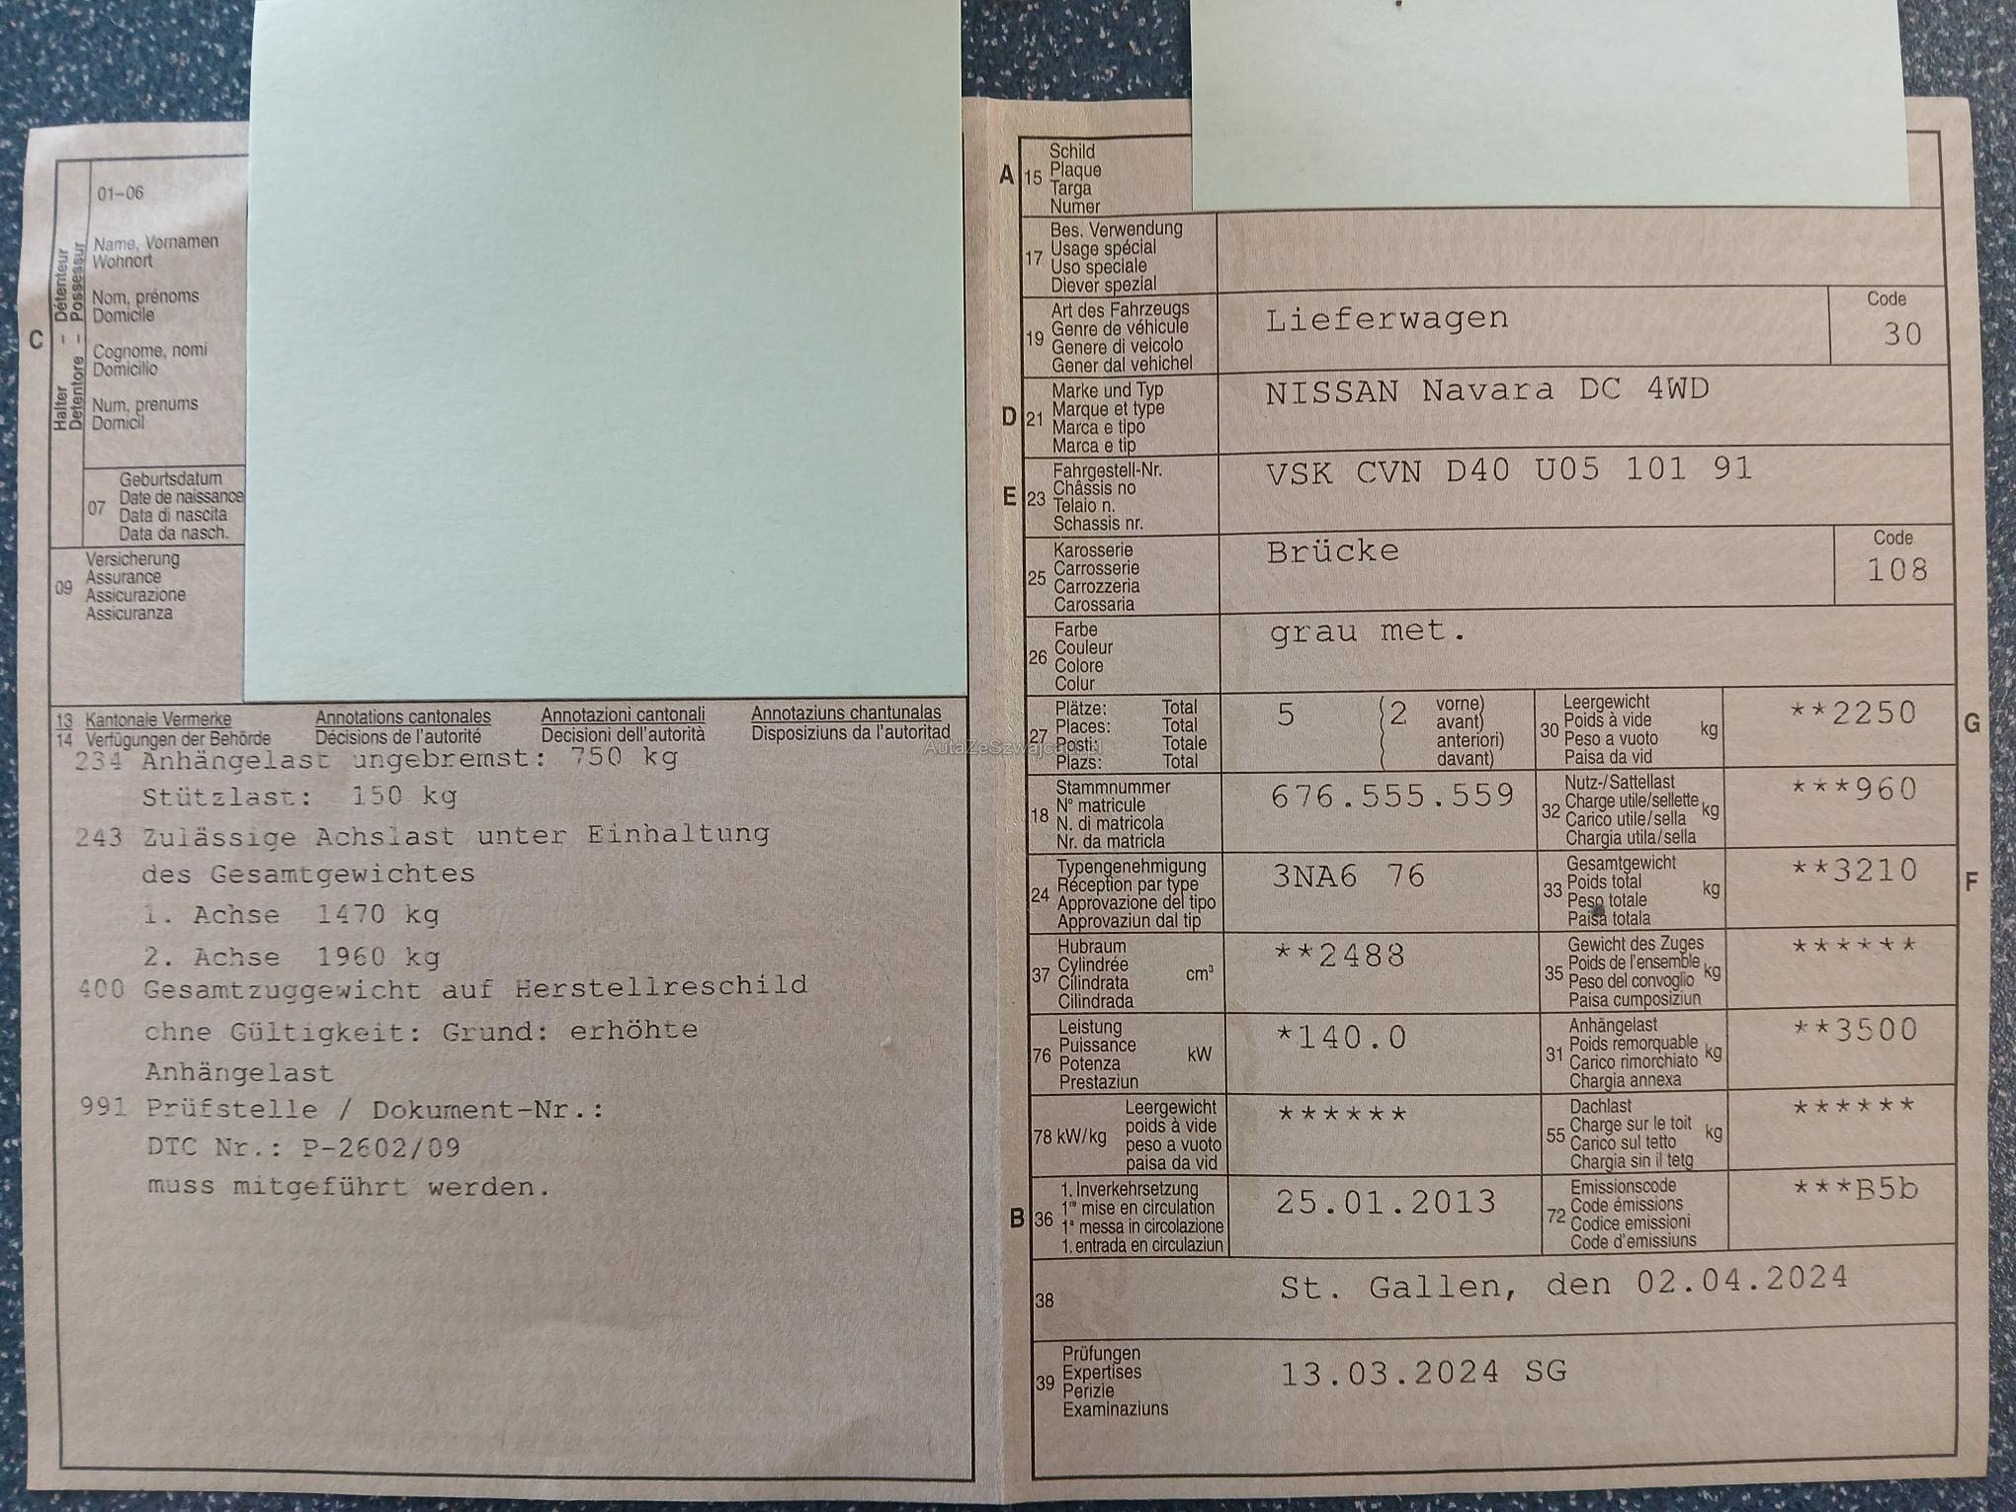 01–06
Halter – Détenteur
Detentore – Possessur
C
Name, Vornamen
Wohnort
Nom, prénoms
Domicile
Cognome, nomi
Domicilio
Num, prenums
Domicil
07
Geburtsdatum
Date de naissance
Data di nascita
Data da nasch.
09
Versicherung
Assurance
Assicurazione
Assicuranza
13 Kantonale Vermerke Annotations cantonales Annotazioni cantonali Annotaziuns chantunalas
14 Verfügungen der Behörde Décisions de l'autorité Decisioni dell'autorità Disposiziuns da l'autoritad
234 Anhängelast ungebremst: 750 kg
Stützlast: 150 kg
243 Zulässige Achslast unter Einhaltung
des Gesamtgewichtes
1. Achse 1470 kg
2. Achse 1960 kg
400 Gesamtzuggewicht auf Herstellreschild
ohne Gültigkeit: Grund: erhöhte
Anhängelast
991 Prüfstelle / Dokument-Nr.:
DTC Nr.: P-2602/09
muss mitgeführt werden.
AutaZeSzwajcarii.pl
A 15
Schild
Plaque
Targa
Numer
17
Bes. Verwendung
Usage spécial
Uso speciale
Diever spezial
19
Art des Fahrzeugs
Genre de véhicule
Genere di veicolo
Gener dal vehichel
Lieferwagen
Code
30
D 21
Marke und Typ
Marque et type
Marca e tipo
Marca e tip
NISSAN Navara DC 4WD
E 23
Fahrgestell-Nr.
Châssis no
Telaio n.
Schassis nr.
VSK CVN D40 U05 101 91
25
Karosserie
Carrosserie
Carrozzeria
Carossaria
Brücke
Code
108
26
Farbe
Couleur
Colore
Colur
grau met.
27
Plätze: Total
Places: Total
Posti: Totale
Plazs: Total
5 (2 vorne)
( avant)
( anteriori)
( davant)
30
Leergewicht
Poids à vide
Peso a vuoto
Paisa da vid
kg
**2250
G
18
Stammnummer
N° matricule
N. di matricola
Nr. da matricla
676.555.559
32
Nutz-/Sattellast
Charge utile/sellette
Carico utile/sella
Chargia utila/sella
kg
***960
24
Typengenehmigung
Réception par type
Approvazione del tipo
Approvaziun dal tip
3NA6 76
33
Gesamtgewicht
Poids total
Peso totale
Paisa totala
kg
**3210
F
37
Hubraum
Cylindrée
Cilindrata
Cilindrada
cm³
**2488
35
Gewicht des Zuges
Poids de l'ensemble
Peso del convoglio
Paisa cumposiziun
kg
******
76
Leistung
Puissance
Potenza
Prestaziun
kW
*140.0
31
Anhängelast
Poids remorquable
Carico rimorchiato
Chargia annexa
kg
**3500
78 kW/kg
Leergewicht
poids à vide
peso a vuoto
paisa da vid
******
55
Dachlast
Charge sur le toit
Carico sul tetto
Chargia sin il tetg
kg
******
B 36
1. Inverkehrsetzung
1re mise en circulation
1a messa in circolazione
1. entrada en circulaziun
25.01.2013
72
Emissionscode
Code émissions
Codice emissioni
Code d'emissiuns
***B5b
38
St. Gallen, den 02.04.2024
39
Prüfungen
Expertises
Perizie
Examinaziuns
13.03.2024 SG